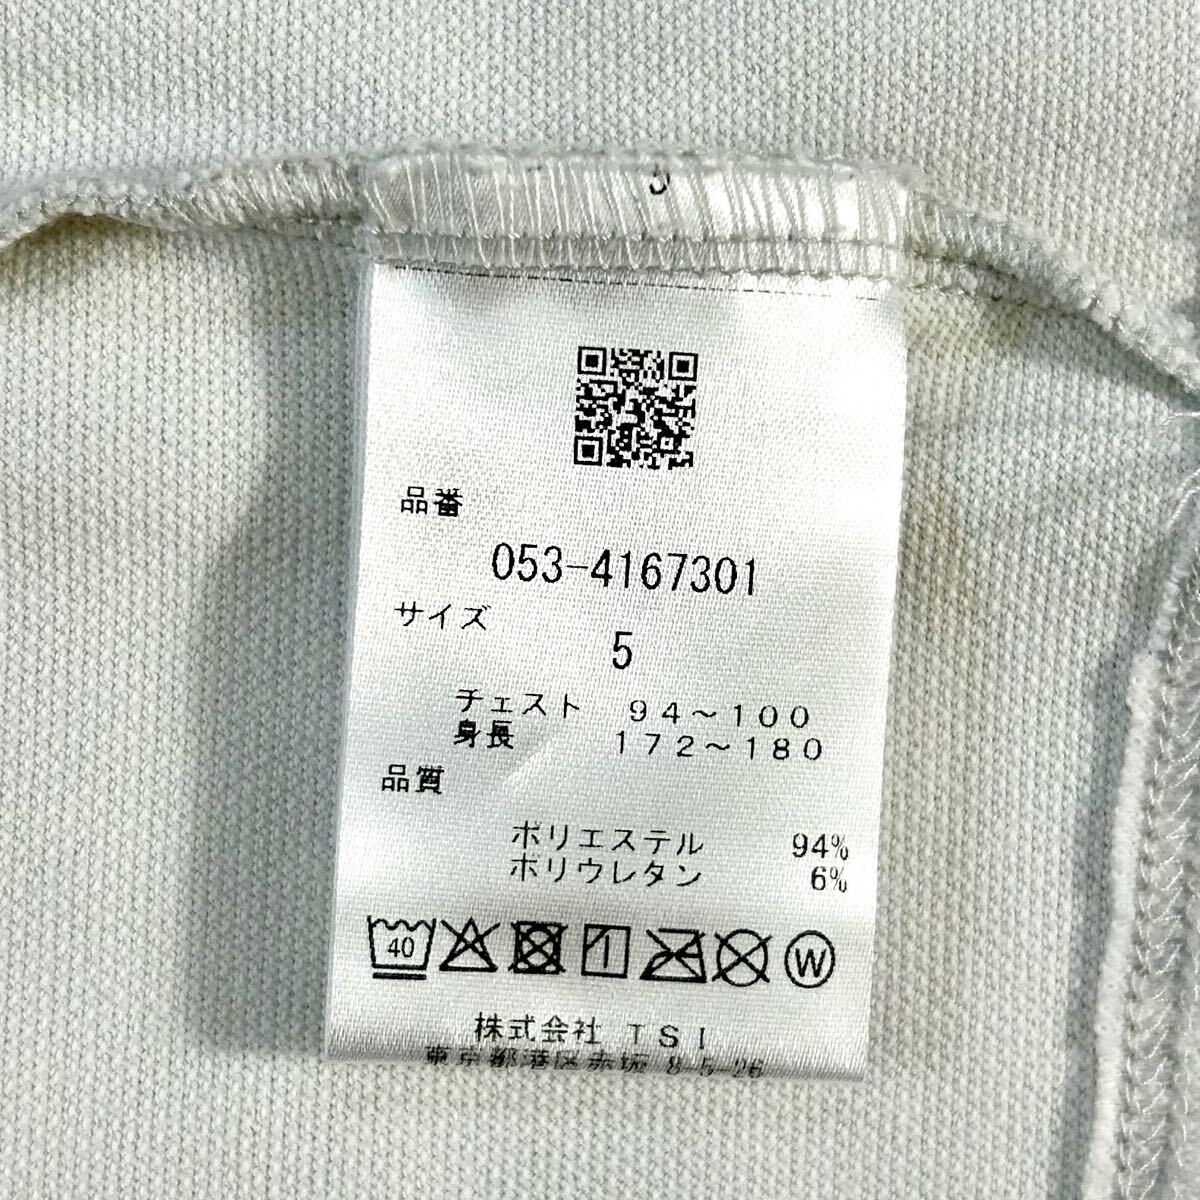 品番
053-4167301
サイズ
5
チェスト 94～100
身長 172～180
品質
ポリエステル 94%
ポリウレタン 6%
40 W
株式会社 TSI
東京都港区赤坂 8-5-26